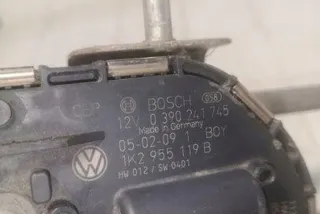 BOSCH
12V 0 390 241 745
Made in Germany
05-02-09 1 BOY
1K2 955 119 B
HW 012 / SW 0401